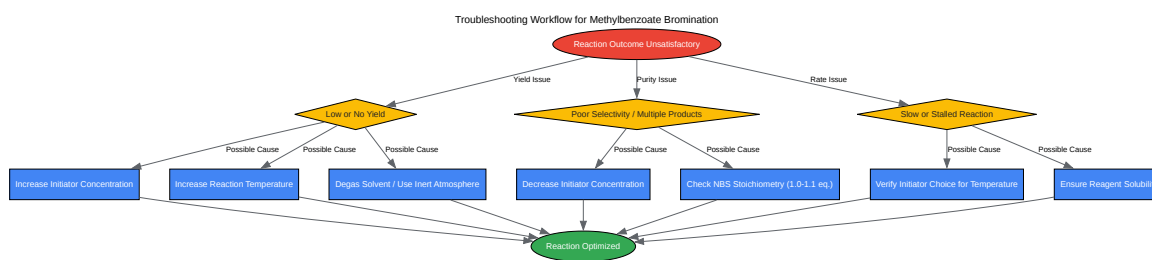 Troubleshooting Workflow for Methylbenzoate Bromination
Reaction Outcome Unsatisfactory
Yield Issue
Purity Issue
Rate Issue
Low or No Yield
Poor Selectivity / Multiple Products
Slow or Stalled Reaction
Possible Cause
Possible Cause
Possible Cause
Possible Cause
Possible Cause
Possible Cause
Possible Cause
Increase Initiator Concentration
Increase Reaction Temperature
Degas Solvent / Use Inert Atmosphere
Decrease Initiator Concentration
Check NBS Stoichiometry (1.0-1.1 eq.)
Verify Initiator Choice for Temperature
Ensure Reagent
Reaction Optimized